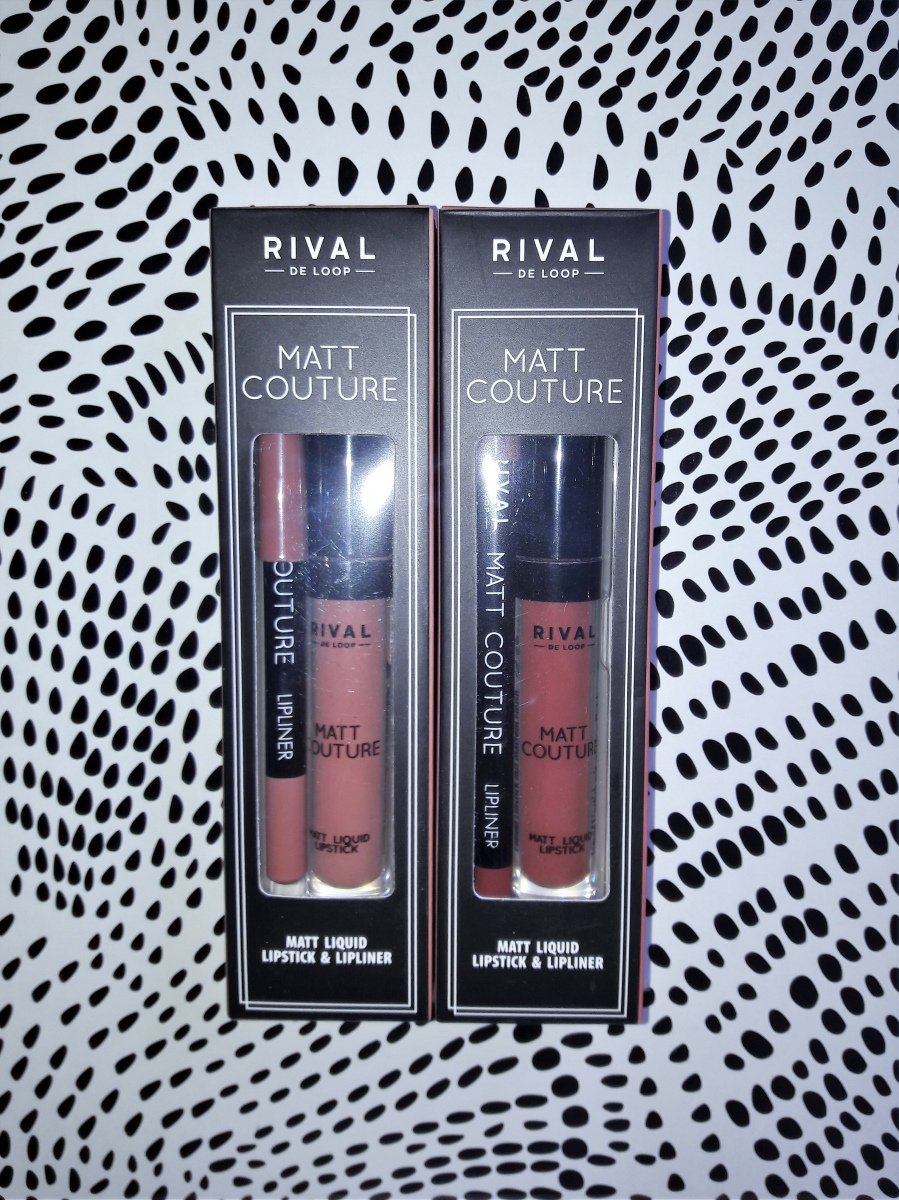 RIVAL
DE LOOP
MATT
COUTURE
OUTURE LIPLINER
RIVAL
DE LOOP
MATT
OUTURE
MATT LIQUID
LIPSTICK
MATT LIQUID
LIPSTICK & LIPLINER
RIVAL
DE LOOP
MATT
COUTURE
RIVAL MATT COUTURE LIPLINER
RIVAL
DE LOOP
MATT
COUTURE
MATT LIQUID
LIPSTICK
MATT LIQUID
LIPSTICK & LIPLINER